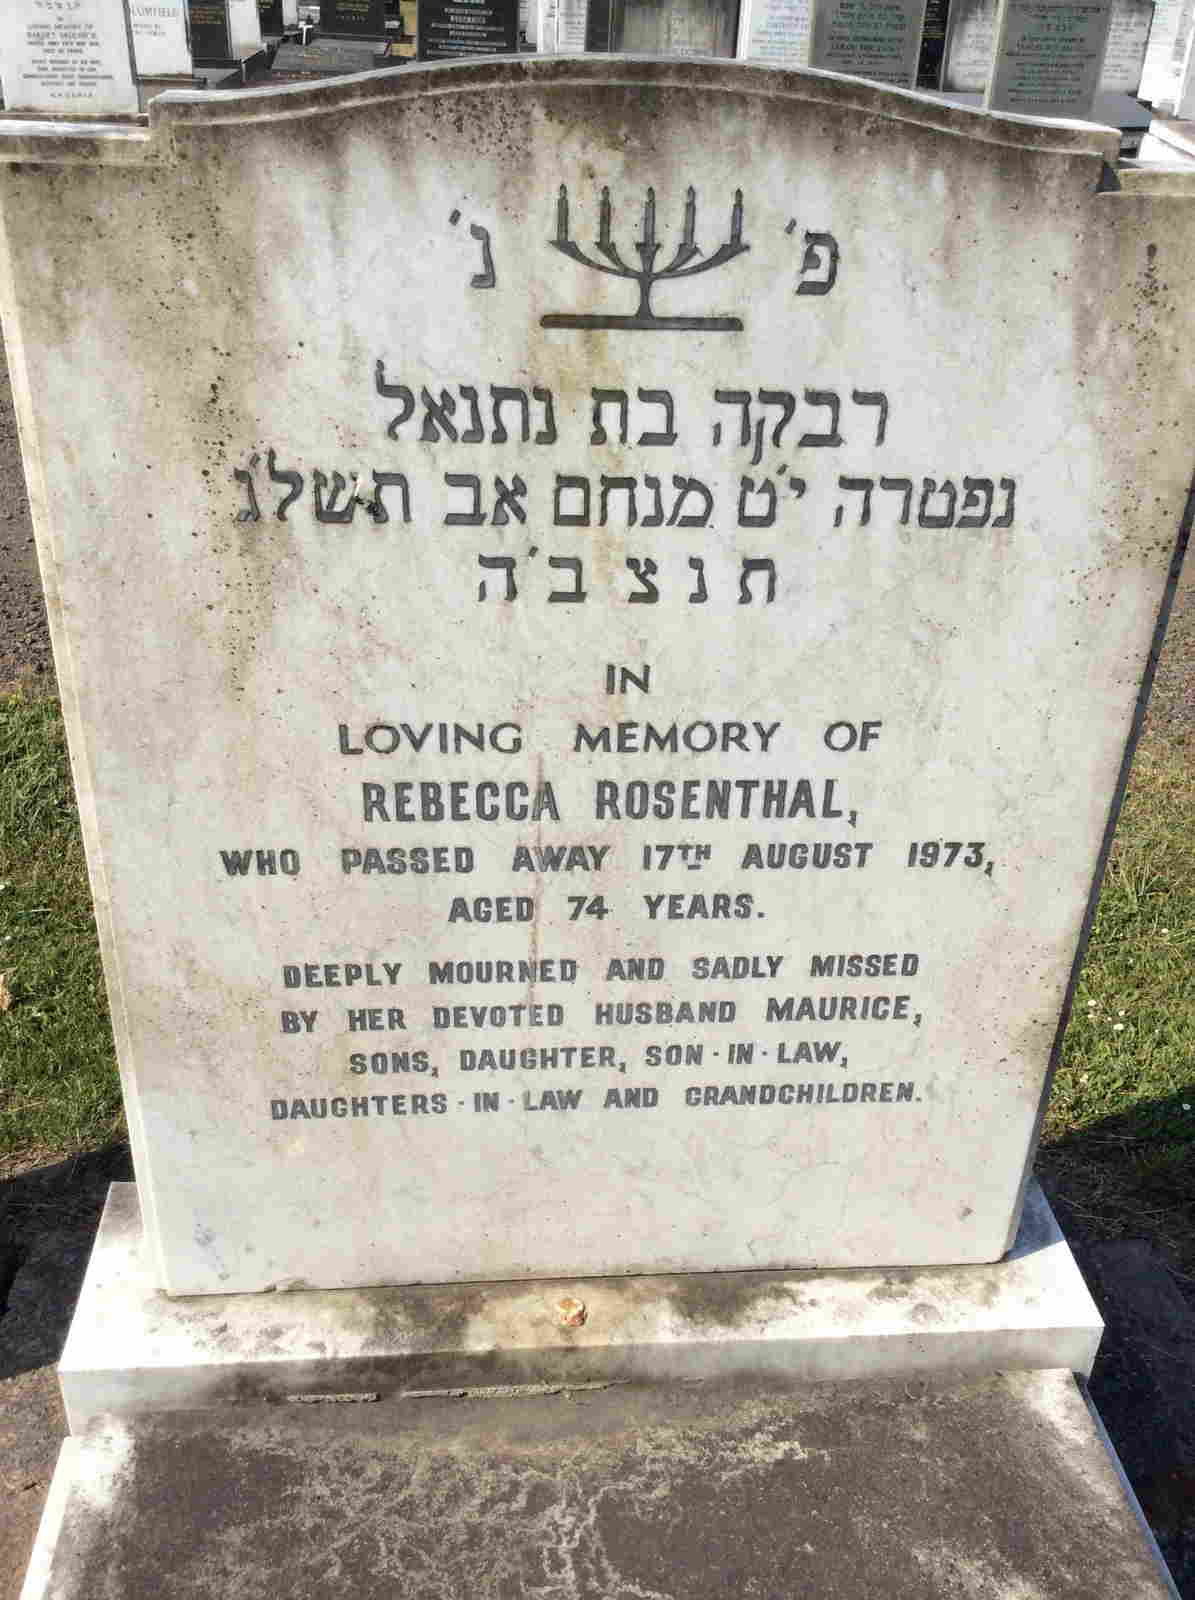 פ' נ'
רבקה בת נתנאל
נפטרה י'ט מנחם אב תשל'ג
ת נ צ ב'ה
IN
LOVING MEMORY OF
REBECCA ROSENTHAL,
WHO PASSED AWAY 17TH AUGUST 1973,
AGED 74 YEARS.
DEEPLY MOURNED AND SADLY MISSED
BY HER DEVOTED HUSBAND MAURICE,
SONS, DAUGHTER, SON-IN-LAW,
DAUGHTERS-IN-LAW AND GRANDCHILDREN.